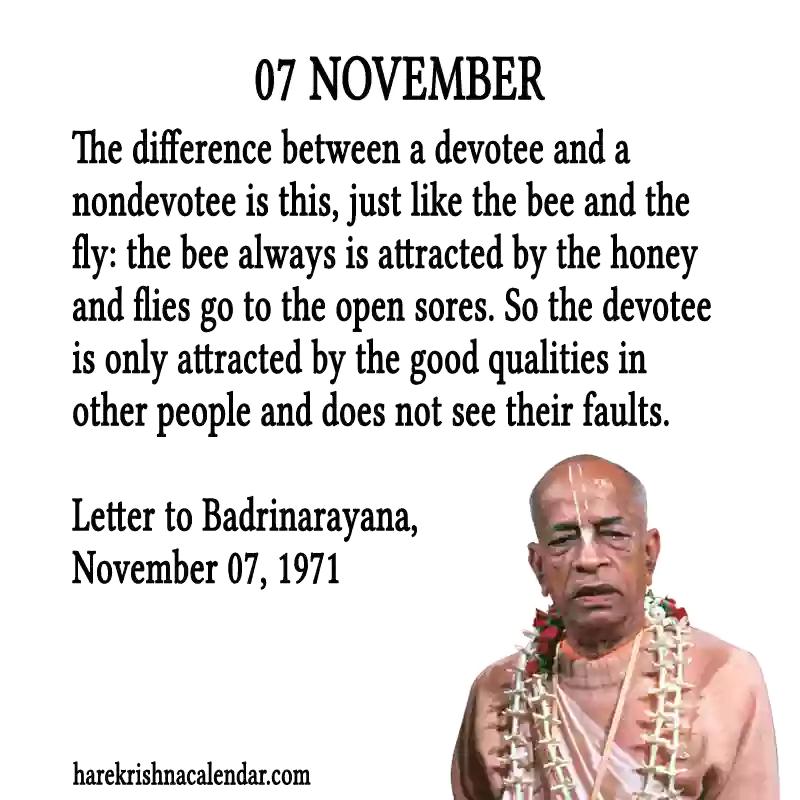 07 NOVEMBER
The difference between a devotee and a
nondevotee is this, just like the bee and the
fly: the bee always is attracted by the honey
and flies go to the open sores. So the devotee
is only attracted by the good qualities in
other people and does not see their faults.
Letter to Badrinarayana,
November 07, 1971
harekrishnacalendar.com